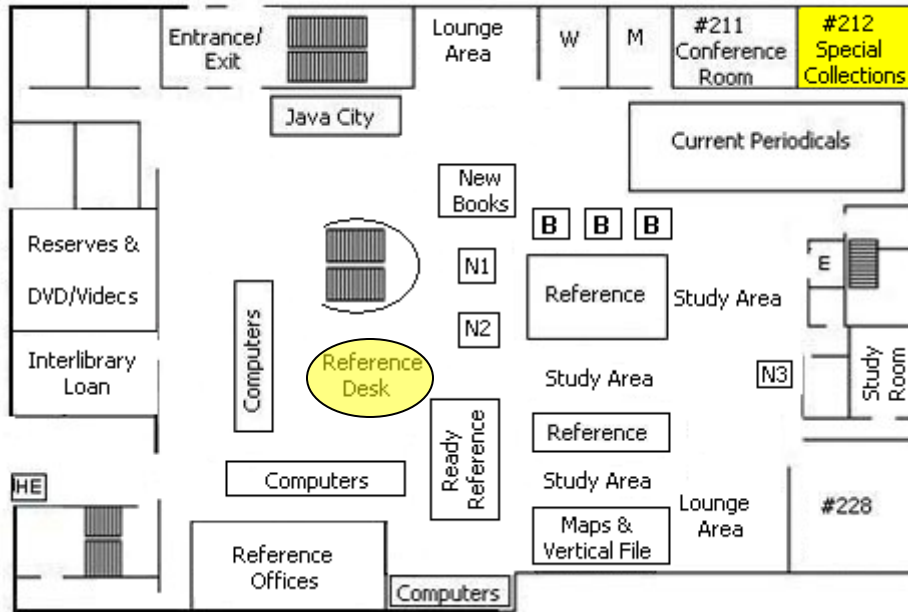 Entrance/
Exit
Lounge
Area
W
M
#211
Conference
Room
#212
Special
Collections
Java City
Current Periodicals
New
Books
B B B
Reserves &
DVD/Videcs
N1
Reference
Study Area
E
N2
Computers
Reference
Desk
Interlibrary
Loan
Study Area
N3
Study
Room
Ready
Reference
Reference
Computers
Study Area
HE
Lounge
Area
#228
Maps &
Vertical File
Reference
Offices
Computers